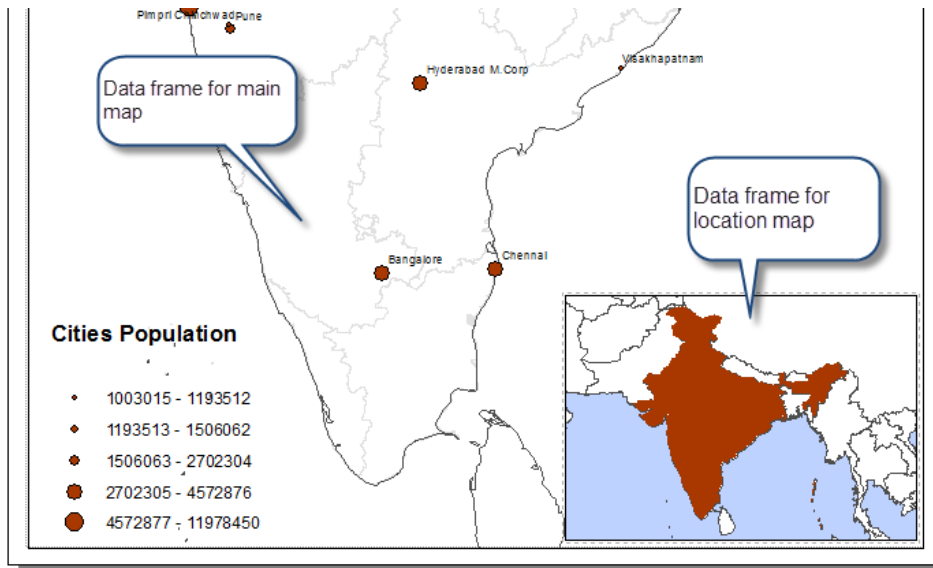 Pimpri Chinchwad Pune
Data frame for main
map
Hyderabad M.Corp
Visakhapatnam
Data frame for
location map
Bangalore
Chennai
Cities Population
1003015 - 1193512
1193513 - 1506062
1506063 - 2702304
2702305 - 4572876
4572877 - 11978450